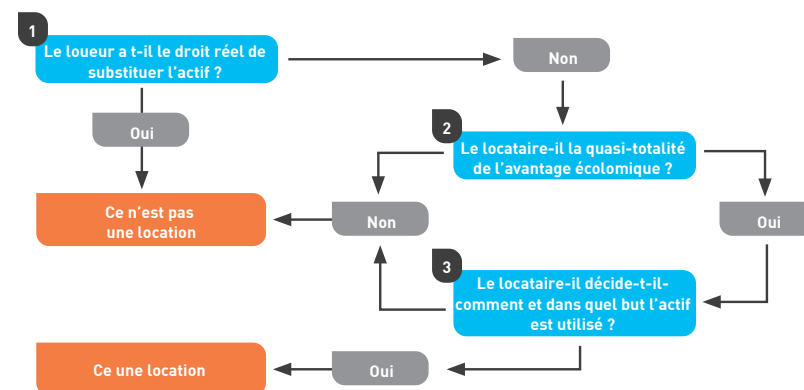 1
Le loueur a t-il le droit réel de
substituer l'actif ?
Non
Oui
2
Le locataire-il la quasi-totalité
de l'avantage écolomique ?
Ce n'est pas
une location
Non
Oui
3
Le locataire-il décide-t-il-
comment et dans quel but l'actif
est utilisé ?
Ce une location
Oui